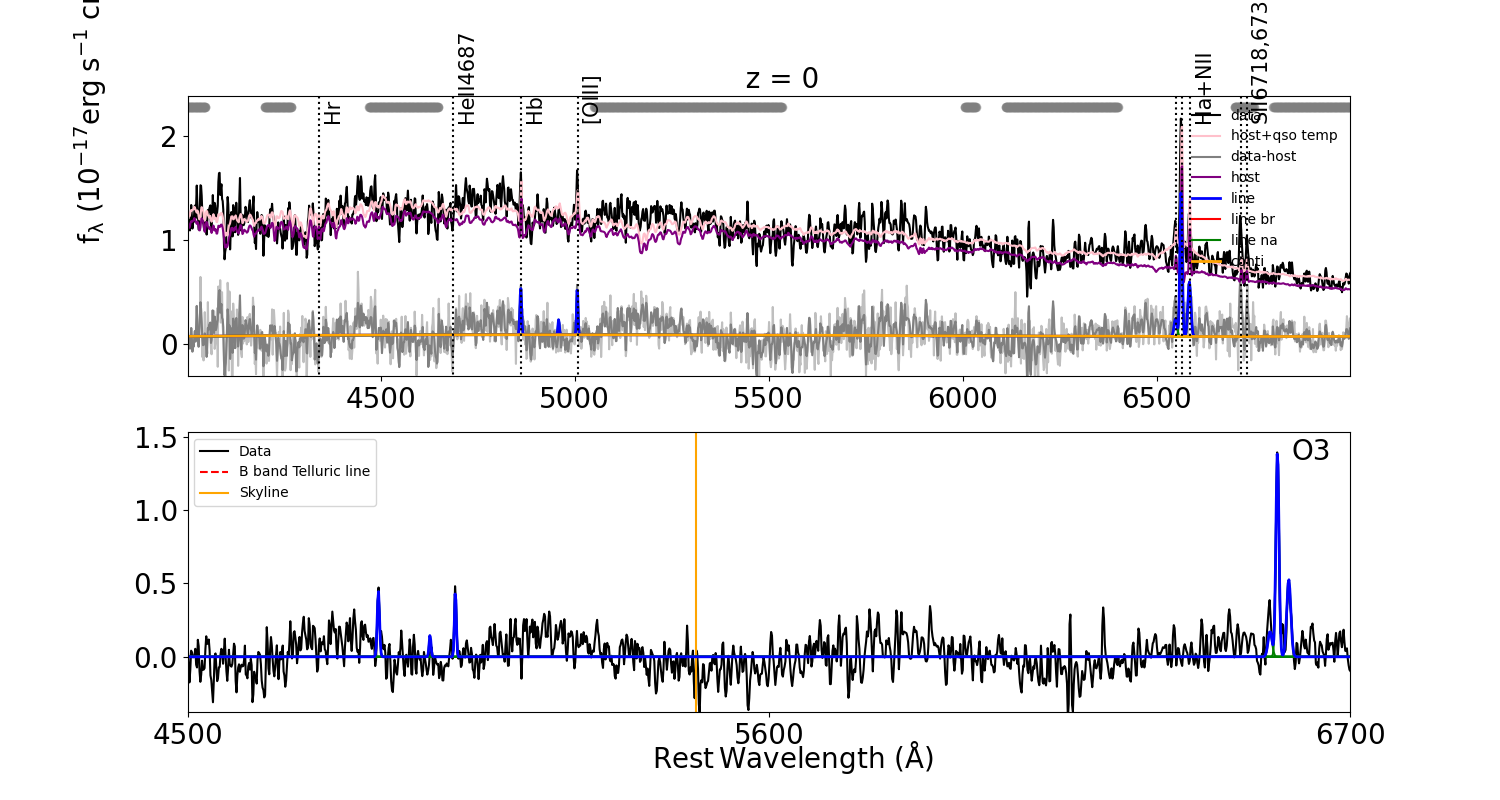 z = 0
f_λ (10^−17 erg s^−1 c
Hr
HeII4687
Hb
[OIII]
Ha+NII
SII6718,673
data
host+qso temp
data-host
host
line
line br
line na
conti
2
1
0
4500
5000
5500
6000
6500
1.5
1.0
0.5
0.0
Data
B band Telluric line
Skyline
O3
4500
5600
6700
Rest Wavelength (Å)